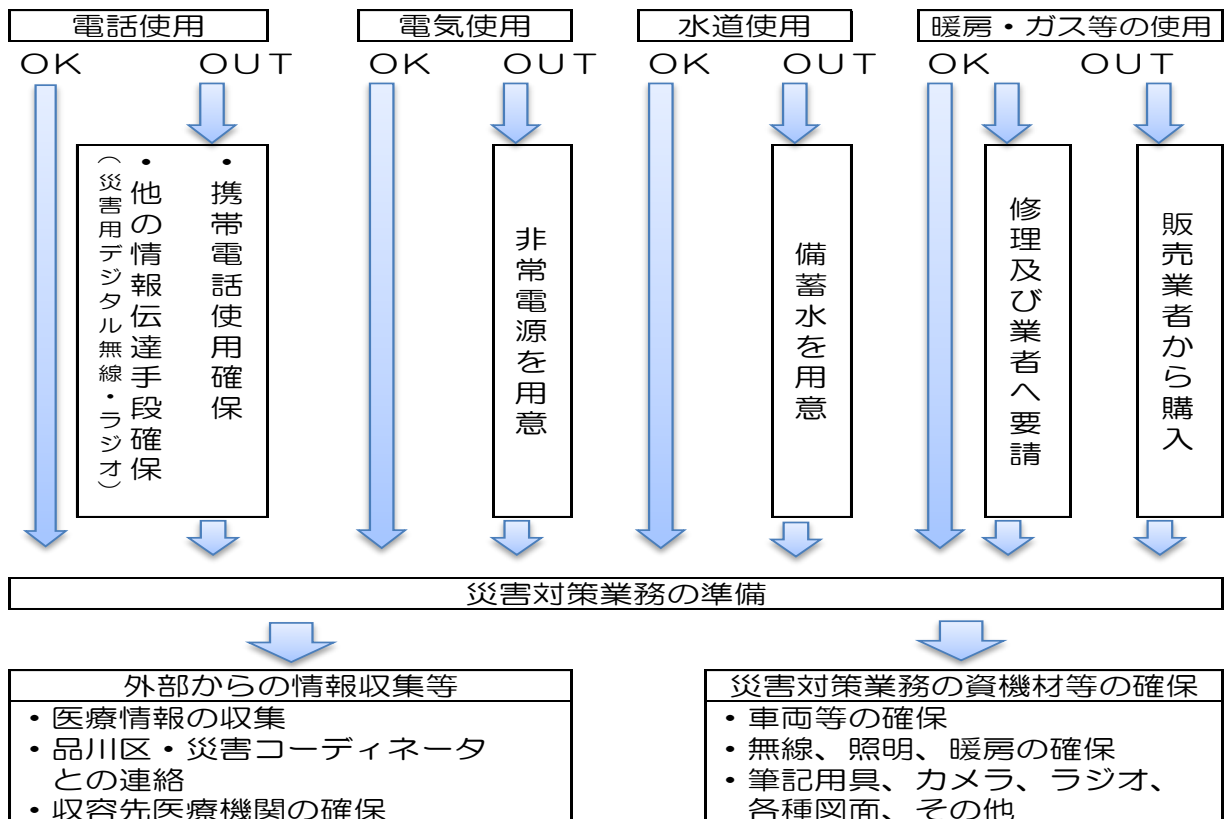 電話使用
電気使用
水道使用
暖房・ガス等の使用
OK
OUT
OK
OUT
OK
OUT
OK
OUT
・携帯電話使用確保
・他の情報伝達手段確保
（災害用デジタル無線・ラジオ）
非常電源を用意
備蓄水を用意
修理及び業者へ要請
販売業者から購入
災害対策業務の準備
外部からの情報収集等
・医療情報の収集
・品川区・災害コーディネータ
との連絡
・収容先医療機関の確保
災害対策業務の資機材等の確保
・車両等の確保
・無線、照明、暖房の確保
・筆記用具、カメラ、ラジオ、
各種図面、その他